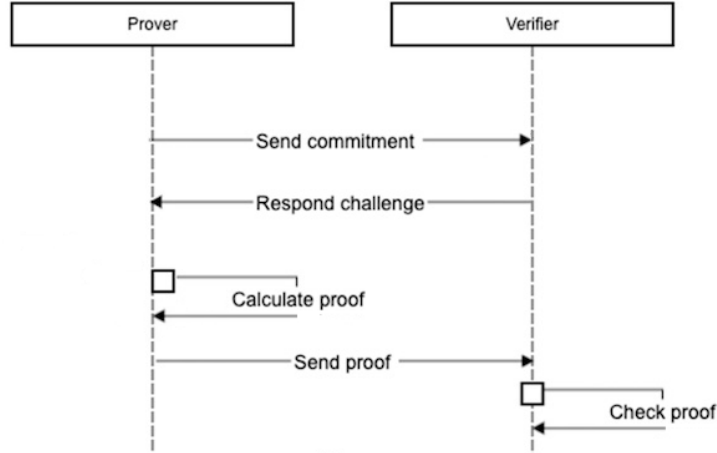 Prover
Verifier
Send commitment
Respond challenge
Calculate proof
Send proof
Check proof